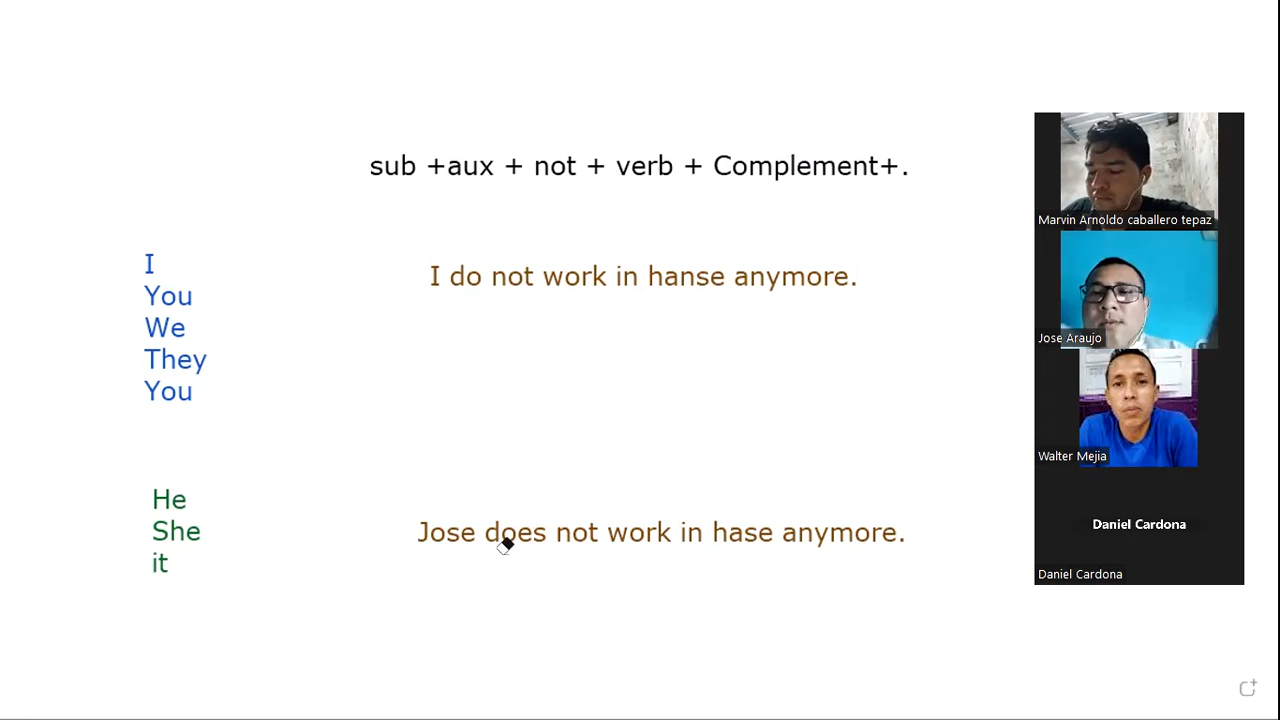 sub +aux + not + verb + Complement+.
I
You
We
They
You
I do not work in hanse anymore.
He
She
it
Jose does not work in hase anymore.
Marvin Arnoldo caballero tepaz
Jose Araujo
Walter Mejia
Daniel Cardona
Daniel Cardona